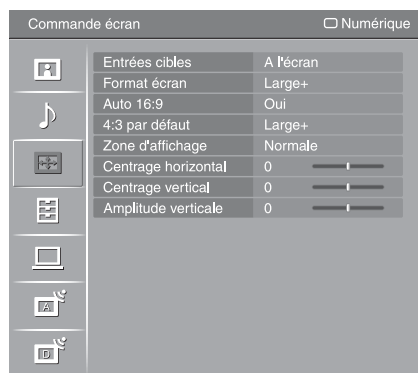 Commande écran Numérique
Entrées cibles A l'écran
Format écran Large+
Auto 16:9 Oui
4:3 par défaut Large+
Zone d'affichage Normale
Centrage horizontal 0
Centrage vertical 0
Amplitude verticale 0
A
D